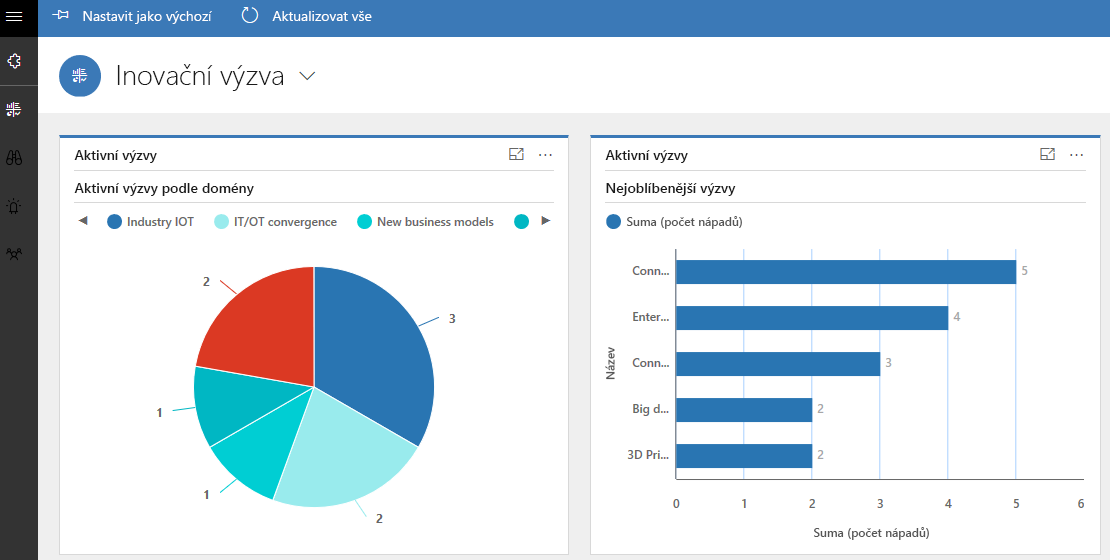 Nastavit jako výchozí Aktualizovat vše
Inovační výzva
Aktivní výzvy
Aktivní výzvy podle domény
Industry IOT IT/OT convergence New business models
2
3
1
1
2
Aktivní výzvy
Nejoblíbenější výzvy
Suma (počet nápadů)
Conn... 5
Enter... 4
Conn... 3
Big d... 2
3D Pri... 2
Název
0 1 2 3 4 5 6
Suma (počet nápadů)